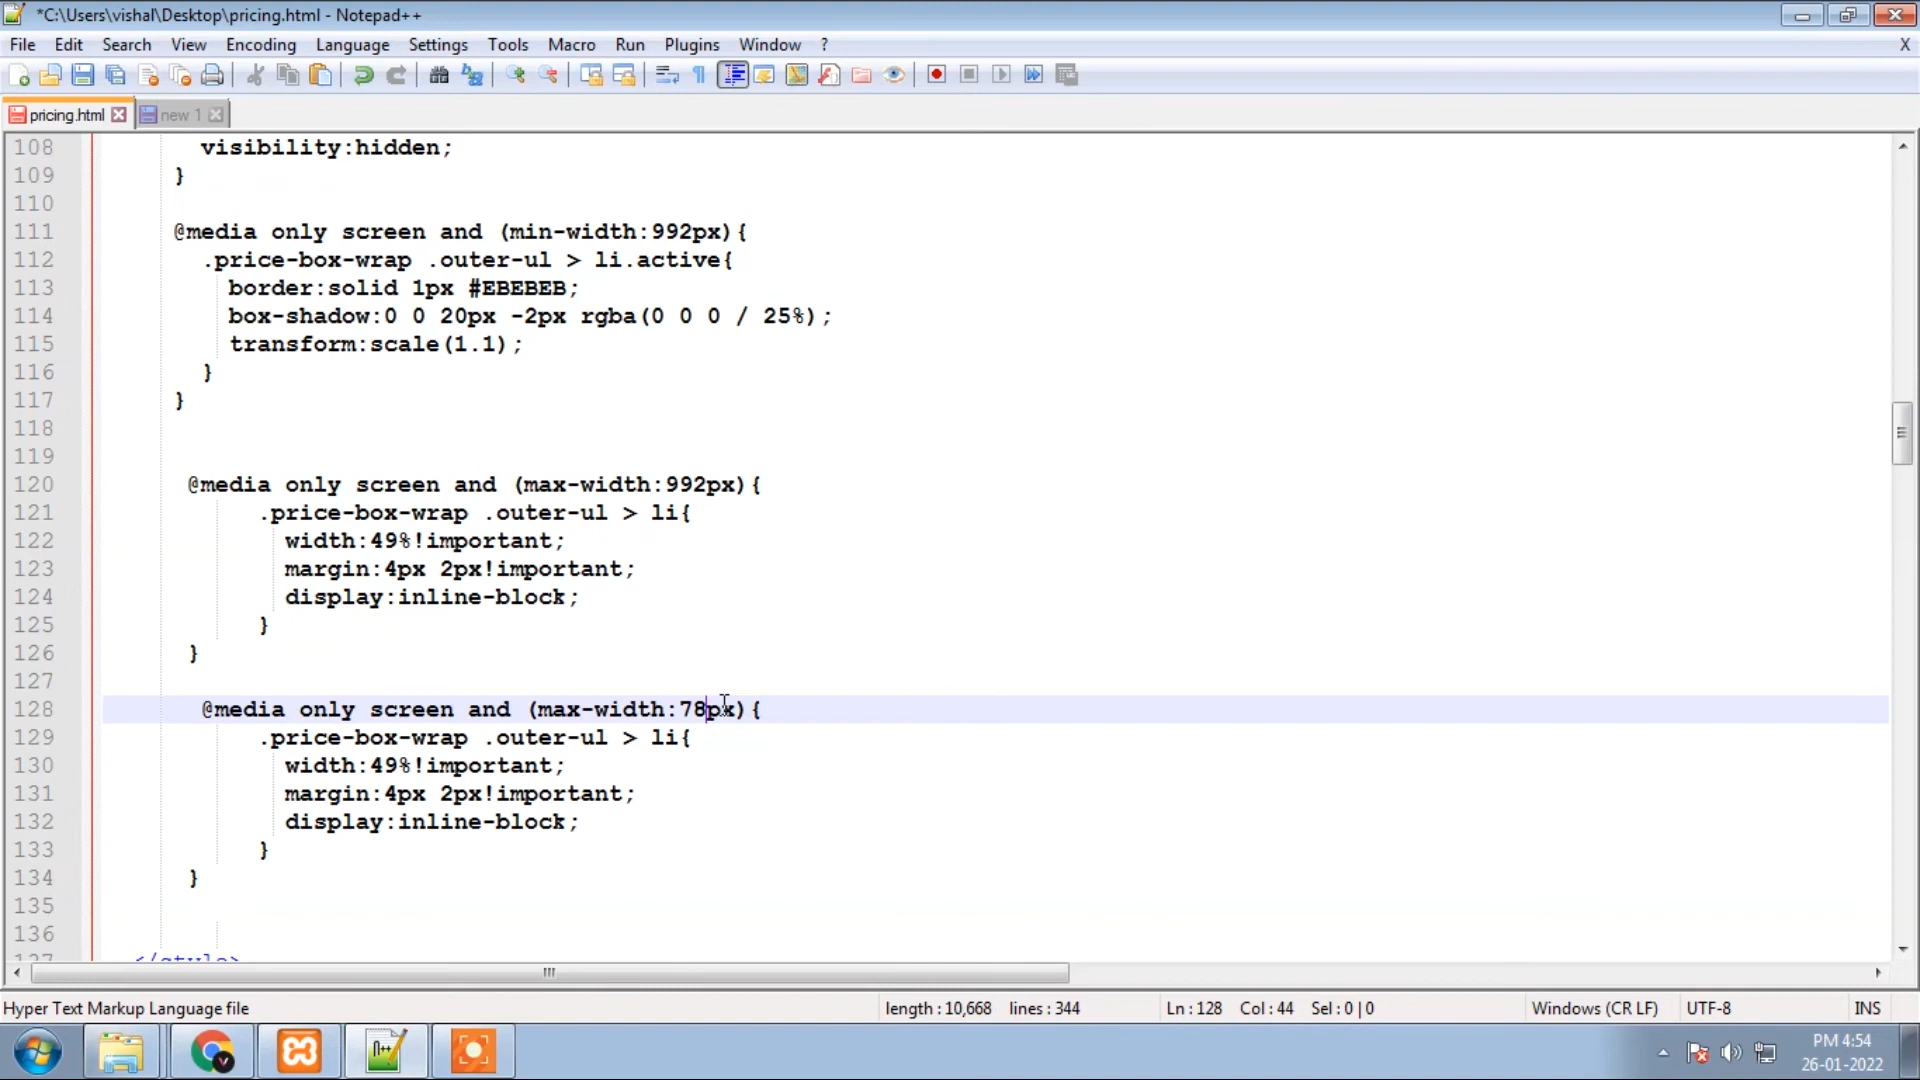 *C:\Users\vishal\Desktop\pricing.html - Notepad++
File Edit Search View Encoding Language Settings Tools Macro Run Plugins Window ? X
pricing.html new 1
108 visibility:hidden;
109 }
110
111 @media only screen and (min-width:992px){
112 .price-box-wrap .outer-ul > li.active{
113 border:solid 1px #EBEBEB;
114 box-shadow:0 0 20px -2px rgba(0 0 0 / 25%);
115 transform:scale(1.1);
116 }
117 }
118
119
120 @media only screen and (max-width:992px){
121 .price-box-wrap .outer-ul > li{
122 width:49%!important;
123 margin:4px 2px!important;
124 display:inline-block;
125 }
126 }
127
128 @media only screen and (max-width:78px){
129 .price-box-wrap .outer-ul > li{
130 width:49%!important;
131 margin:4px 2px!important;
132 display:inline-block;
133 }
134 }
135
136
137 </style>
Hyper Text Markup Language file length : 10,668 lines : 344 Ln : 128 Col : 44 Sel : 0 | 0 Windows (CR LF) UTF-8 INS
PM 4:54
26-01-2022